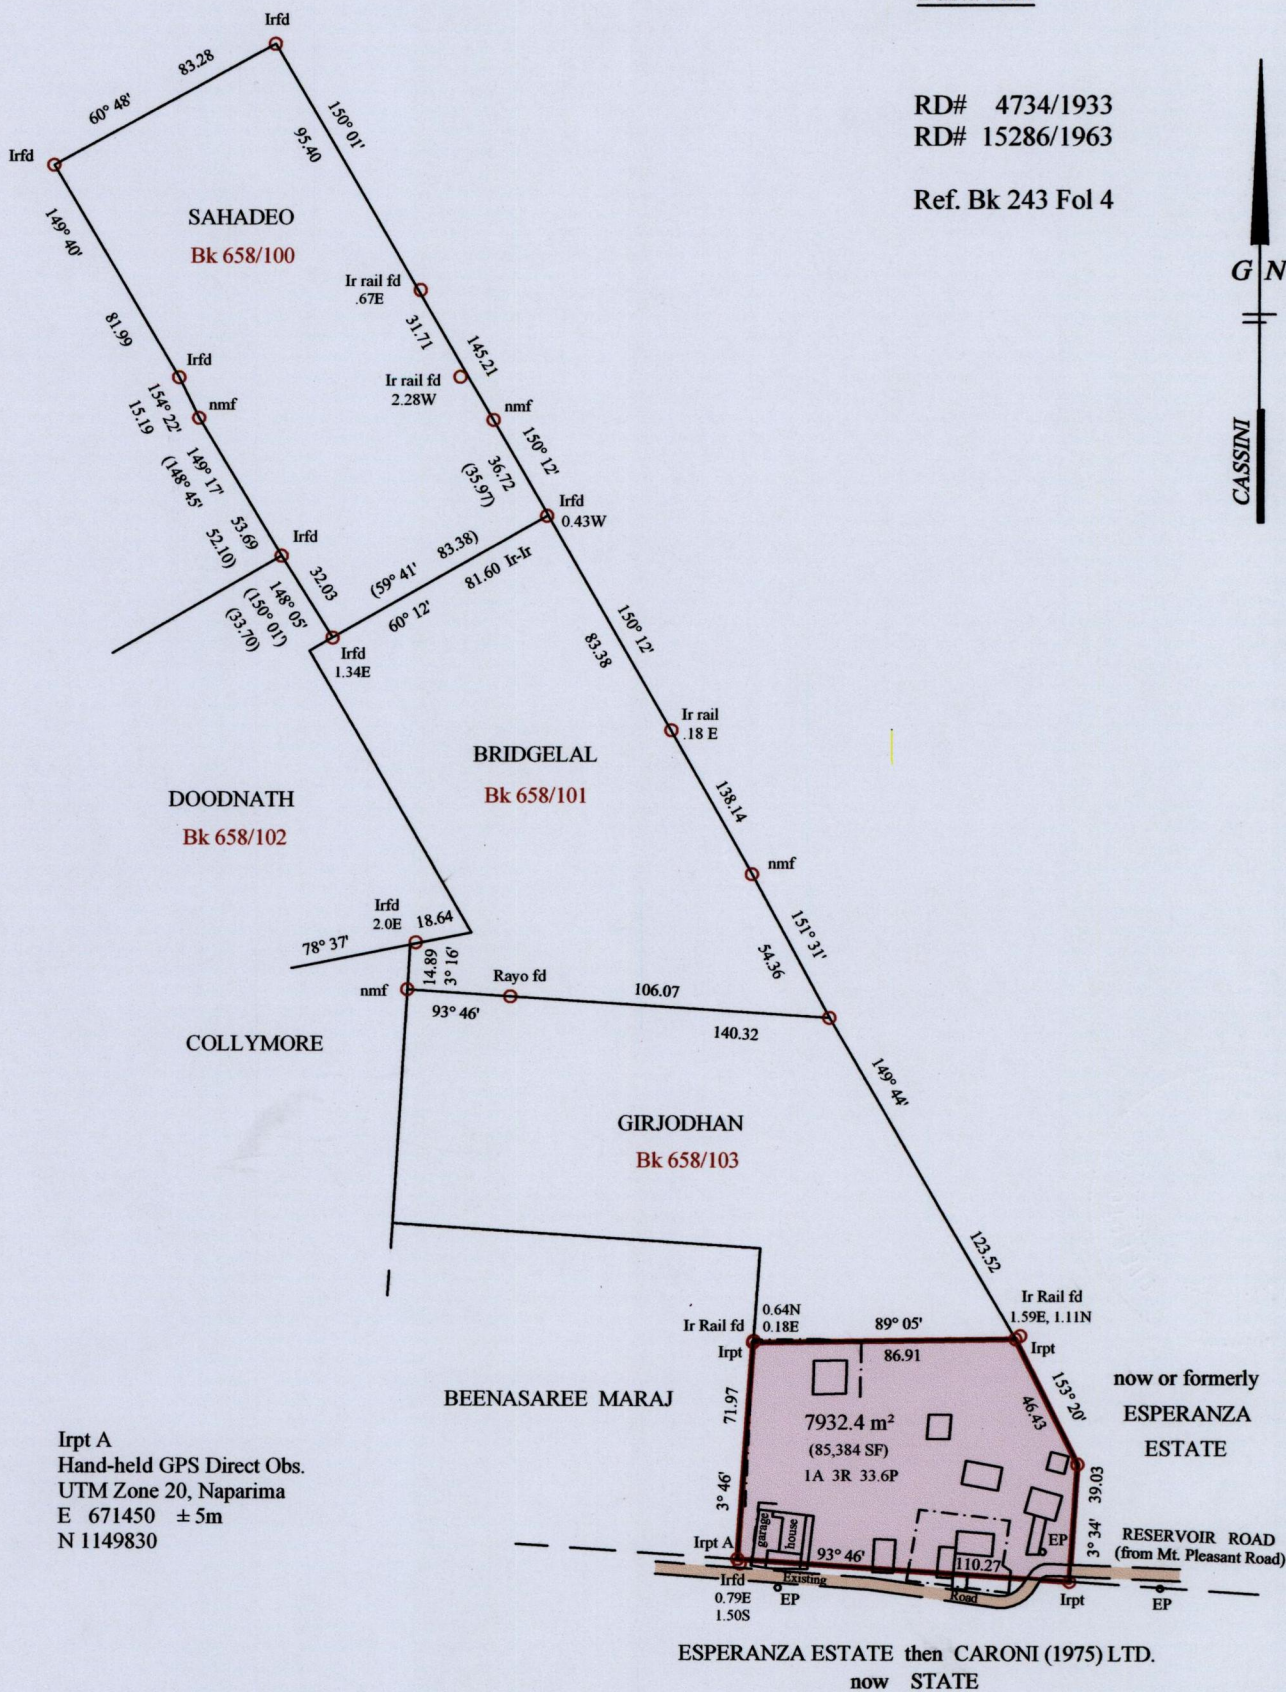 Irfd
83.28
60° 48'
Irfd
150° 01'
95.40
RD# 4734/1933
RD# 15286/1963
Ref. Bk 243 Fol 4
G N
CASSINI
SAHADEO
Bk 658/100
149° 40'
81.99
Ir rail fd
.67E
31.71
145.21
Ir rail fd
2.28W
Irfd
nmf
154° 22'
15.19
nmf
150° 12'
36.72
(35.97)
149° 17'
53.69
(148° 45'
52.10)
Irfd
0.43W
Irfd
(59° 41' 83.38)
81.60 Ir-Ir
60° 12'
32.03
148° 05'
(150° 01')
(33.70)
Irfd
1.34E
150° 12'
83.38
Ir rail
.18 E
BRIDGELAL
Bk 658/101
DOODNATH
Bk 658/102
138.14
nmf
151° 31'
54.36
Irfd
2.0E
18.64
78° 37'
14.89
3° 16'
nmf
Rayo fd
106.07
93° 46'
140.32
COLLYMORE
149° 44'
GIRJODHAN
Bk 658/103
123.52
Ir Rail fd
1.59E, 1.11N
0.64N
0.18E
Ir Rail fd
89° 05'
Irpt
86.91
Irpt
153° 20'
46.43
now or formerly
ESPERANZA
ESTATE
BEENASAREE MARAJ
71.97
3° 46'
7932.4 m²
(85,384 SF)
1A 3R 33.6P
39.03
3° 34'
Irpt A
Hand-held GPS Direct Obs.
UTM Zone 20, Naparima
E 671450 ± 5m
N 1149830
garage
house
EP
RESERVOIR ROAD
(from Mt. Pleasant Road)
Irpt A
93° 46'
110.27
Irfd
0.79E
1.50S
Existing
Road
EP
Irpt
EP
ESPERANZA ESTATE then CARONI (1975) LTD.
now STATE